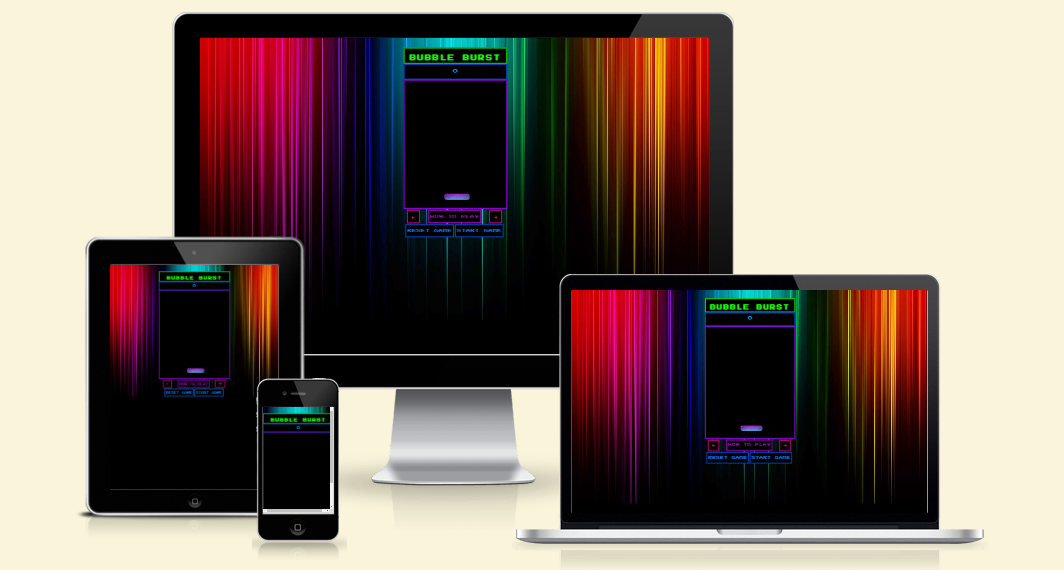 BUBBLE BURST
0
← HOW TO PLAY →
RESET GAME START GAME
BUBBLE BURST
0
← HOW TO PLAY →
RESET GAME START GAME
BUBBLE BURST
0
BUBBLE BURST
0
← HOW TO PLAY →
RESET GAME START GAME